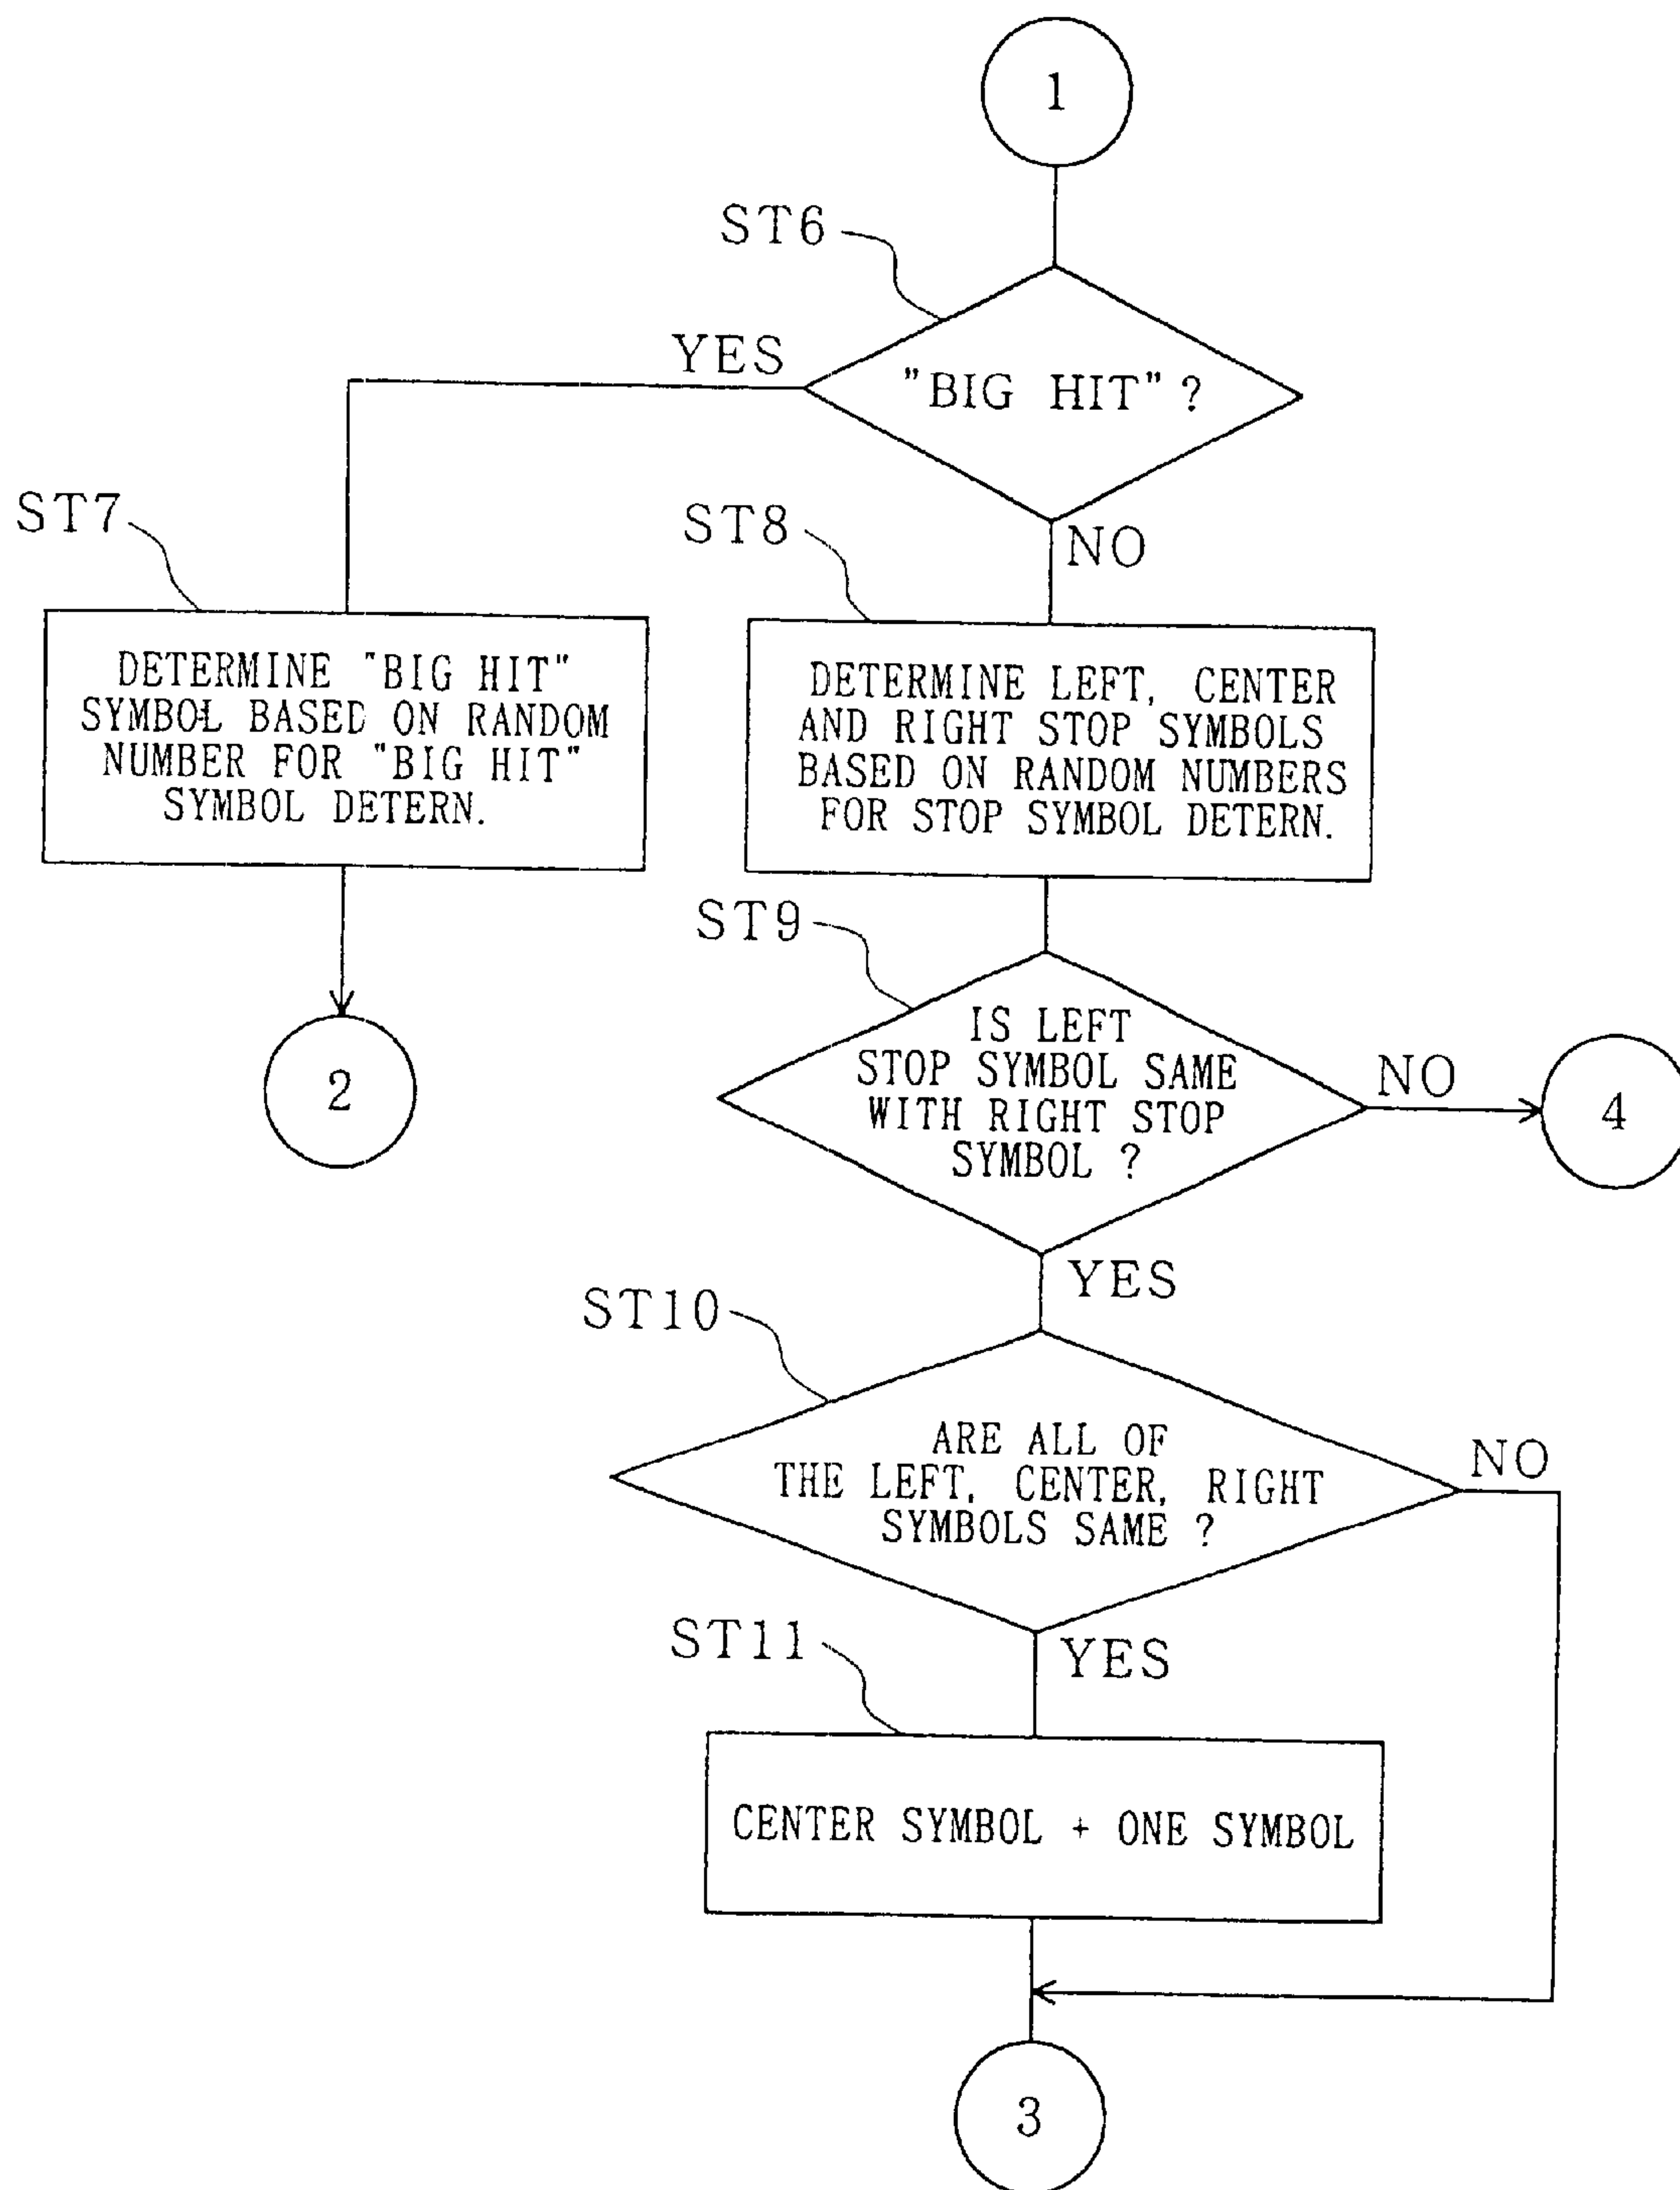 1
ST6
YES
"BIG HIT" ?
ST7
ST8
NO
DETERMINE "BIG HIT"
SYMBOL BASED ON RANDOM
NUMBER FOR "BIG HIT"
SYMBOL DETERN.
DETERMINE LEFT, CENTER
AND RIGHT STOP SYMBOLS
BASED ON RANDOM NUMBERS
FOR STOP SYMBOL DETERN.
ST9
IS LEFT
STOP SYMBOL SAME
WITH RIGHT STOP
SYMBOL ?
NO
2
4
YES
ST10
ARE ALL OF
THE LEFT, CENTER, RIGHT
SYMBOLS SAME ?
NO
ST11
YES
CENTER SYMBOL + ONE SYMBOL
3